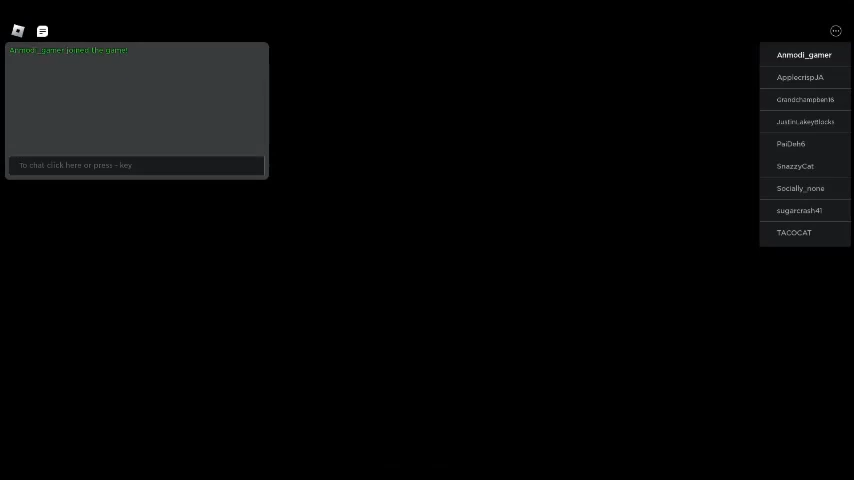 Anmodi_gamer joined the game!
To chat click here or press - key
Anmodi_gamer
ApplecrispJA
Grandchampben16
JustinLakeyBlocks
PaiDeh6
SnazzyCat
Socially_none
sugarcrash41
TACOCAT